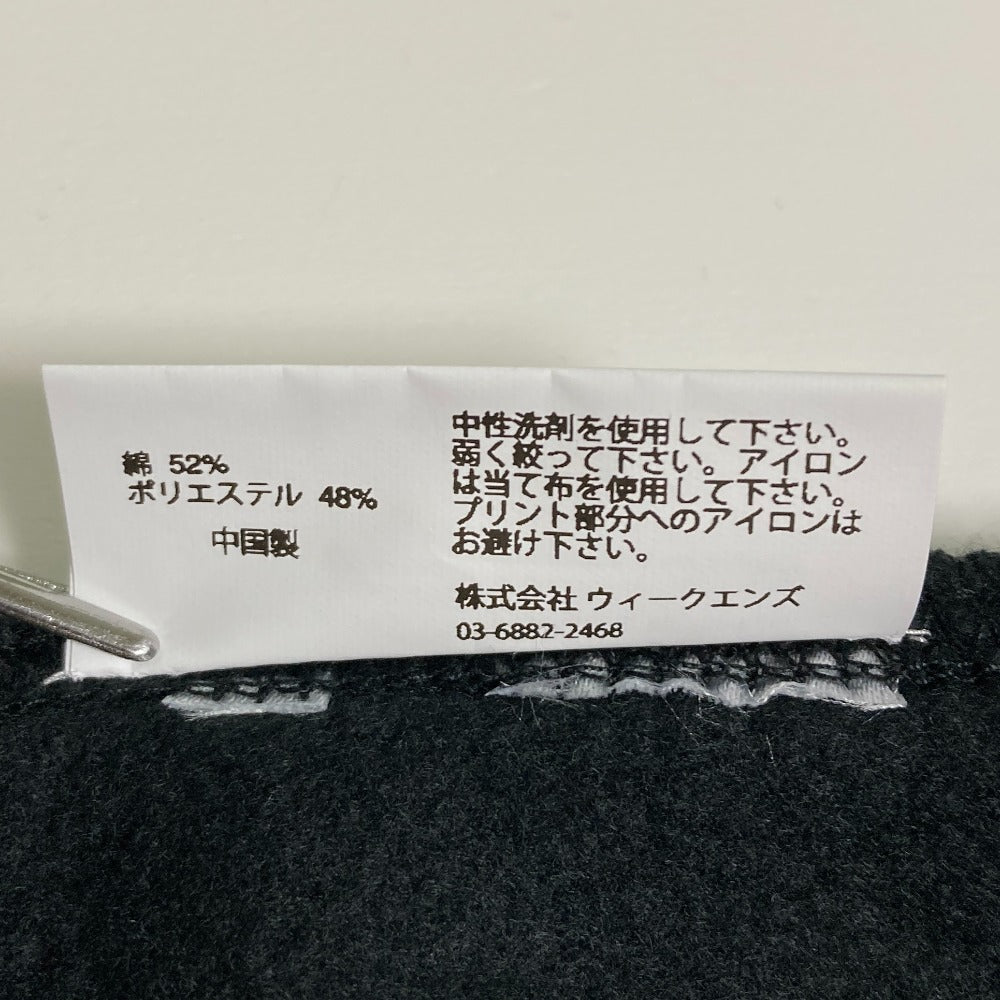 綿 52%
ポリエステル 48%
中国製
中性洗剤を使用して下さい。
弱く絞って下さい。アイロン
は当て布を使用して下さい。
プリント部分へのアイロンは
お避け下さい。
株式会社 ウィークエンズ
03-6882-2468